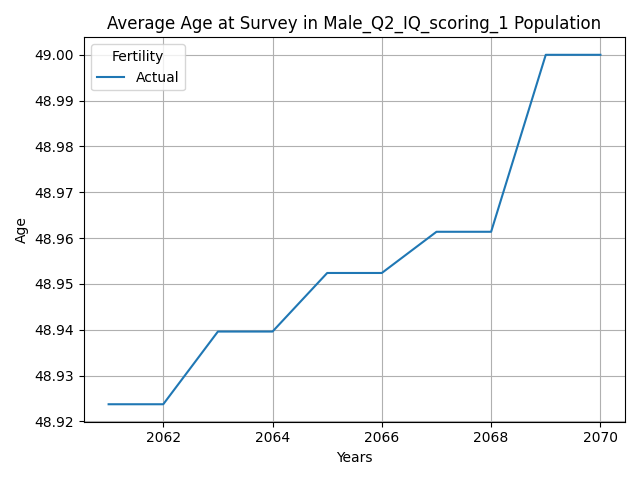 Average Age at Survey in Male_Q2_IQ_scoring_1 Population
49.00
48.99
48.98
48.97
48.96
48.95
48.94
48.93
48.92
Age
Fertility
Actual
2062 2064 2066 2068 2070
Years